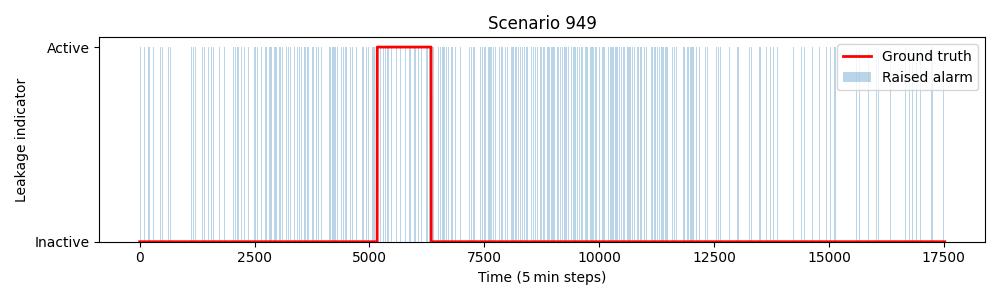 Scenario 949
Active
Ground truth
Raised alarm
Leakage indicator
Inactive
0 2500 5000 7500 10000 12500 15000 17500
Time (5 min steps)